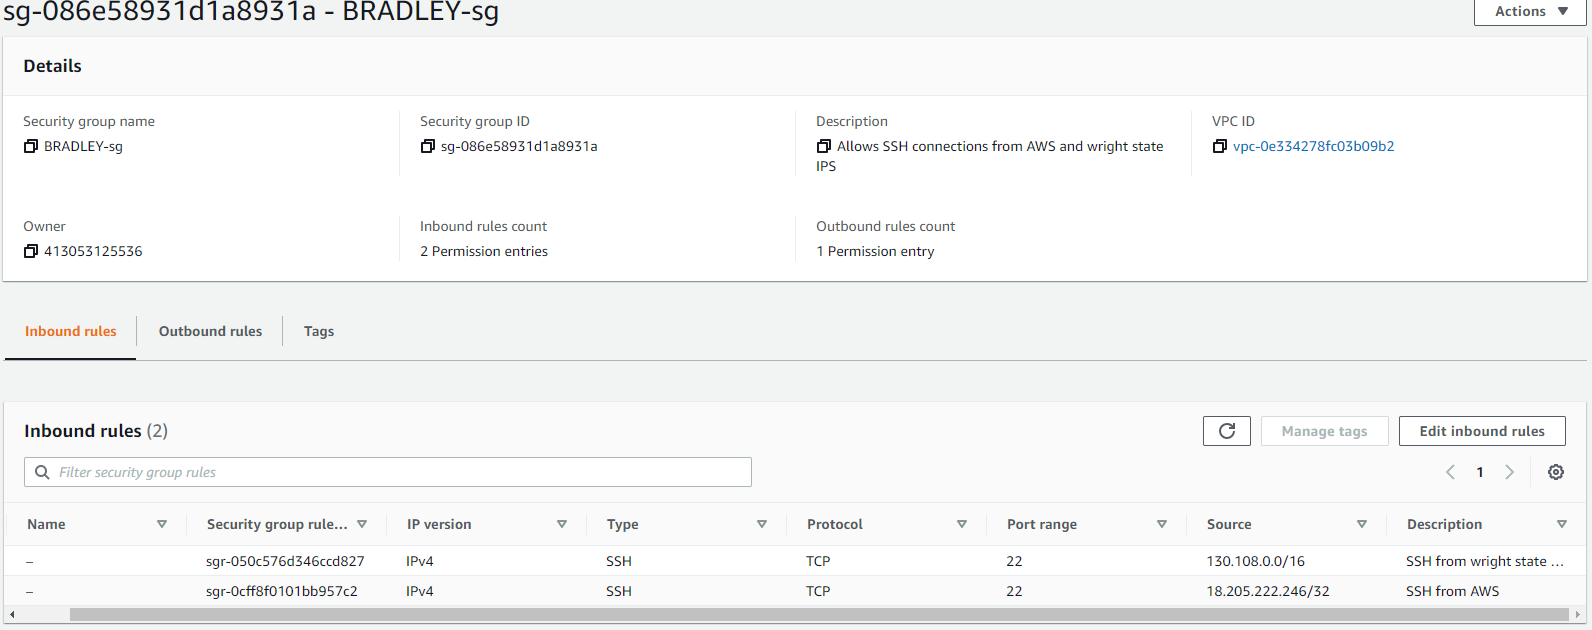 sg-086e58931d1a8931a - BRADLEY-sg
Actions
Details
Security group name
BRADLEY-sg
Security group ID
sg-086e58931d1a8931a
Description
Allows SSH connections from AWS and wright state
IPS
VPC ID
vpc-0e334278fc03b09b2
Owner
413053125536
Inbound rules count
2 Permission entries
Outbound rules count
1 Permission entry
Inbound rules Outbound rules Tags
Inbound rules (2)
Manage tags Edit inbound rules
Filter security group rules
1
Name Security group rule... IP version Type Protocol Port range Source Description
– sgr-050c576d346ccd827 IPv4 SSH TCP 22 130.108.0.0/16 SSH from wright state ...
– sgr-0cff8f0101bb957c2 IPv4 SSH TCP 22 18.205.222.246/32 SSH from AWS